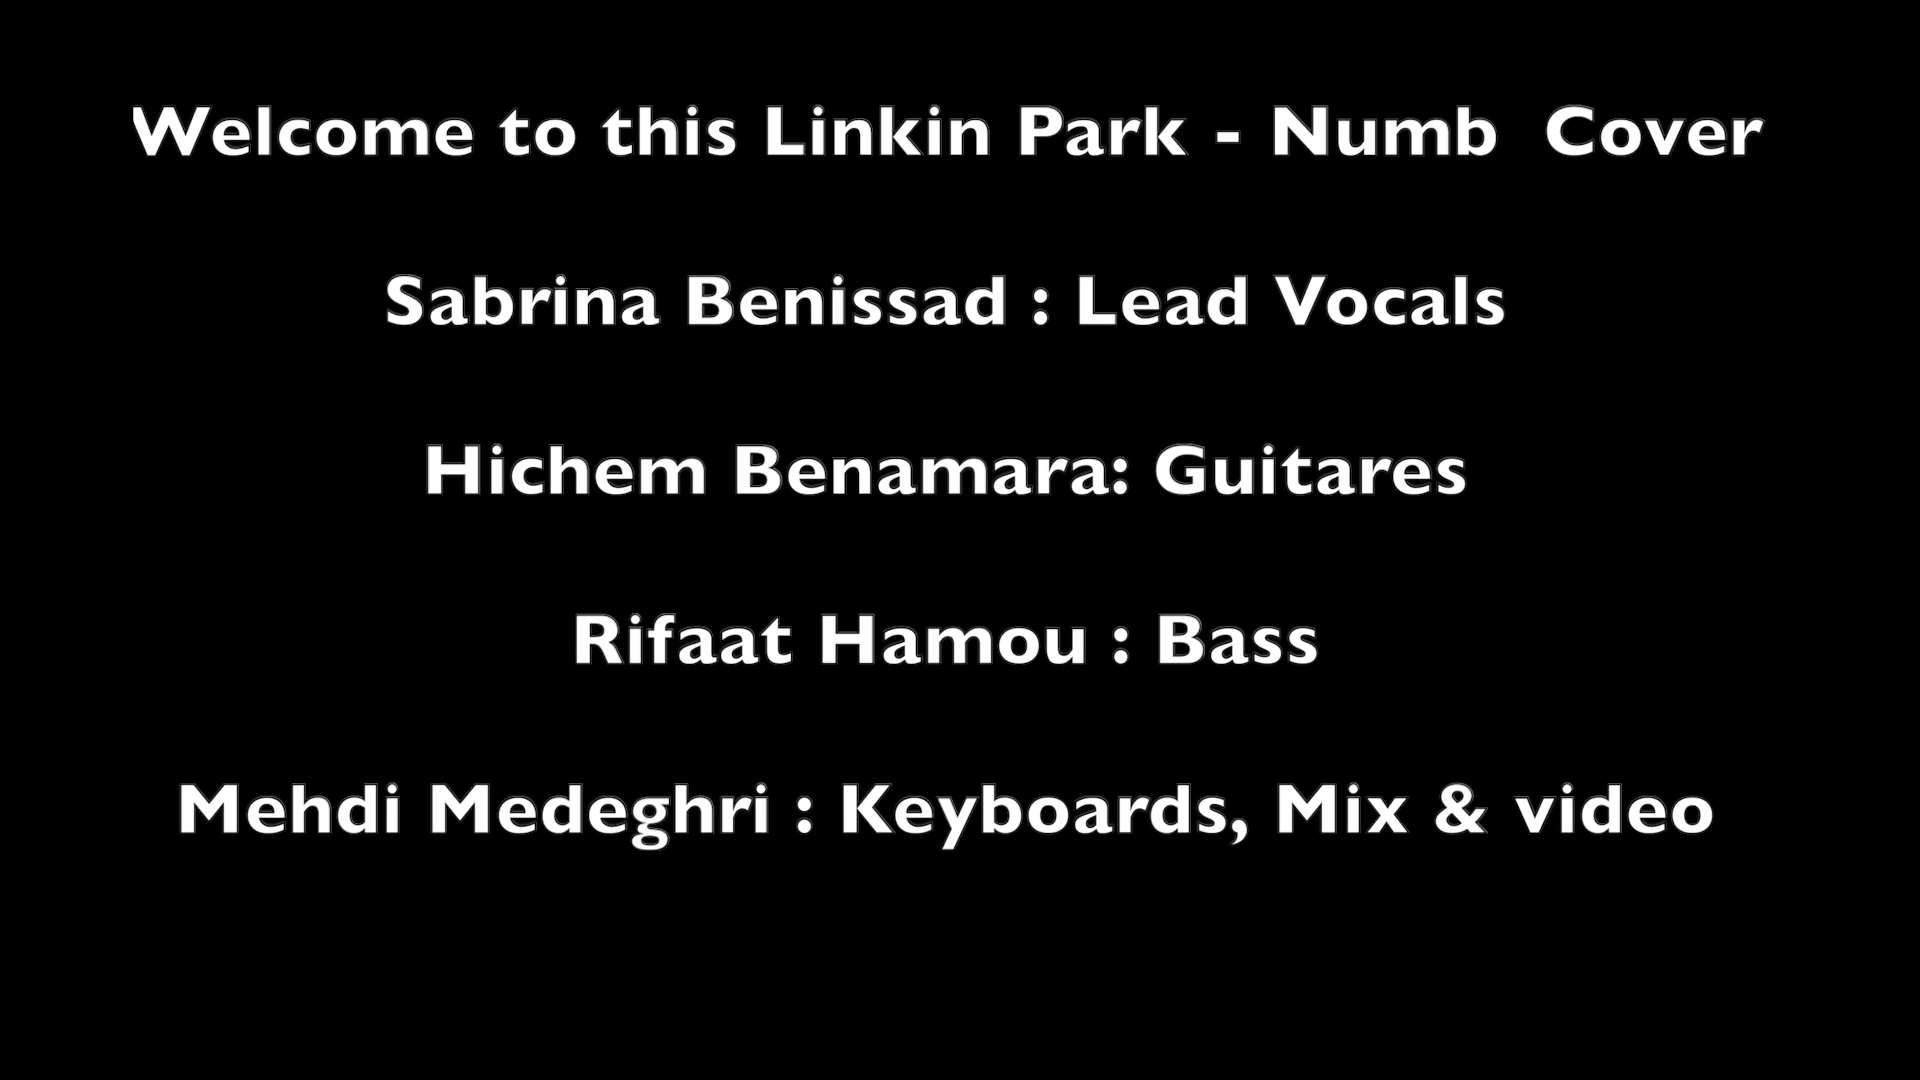 Welcome to this Linkin Park - Numb  Cover
Sabrina Benissad : Lead Vocals
Hichem Benamara: Guitares
Rifaat Hamou : Bass
Mehdi Medeghri : Keyboards, Mix & video